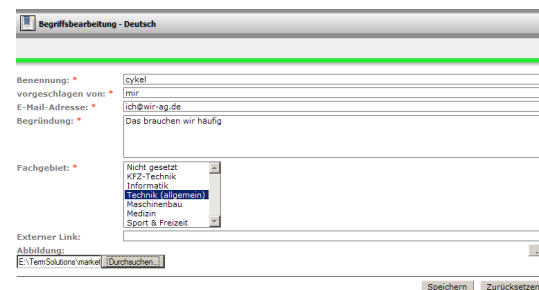 Begriffsbearbeitung - Deutsch
Benennung: * cykel
vorgeschlagen von: * mir
E-Mail-Adresse: * ich@wir-ag.de
Begründung: * Das brauchen wir häufig
Fachgebiet: * Nicht gesetzt
KFZ-Technik
Informatik
Technik (allgemein)
Maschinenbau
Medizin
Sport & Freizeit
Externer Link:
Abbildung:
E:\TermSolutions\market Durchsuchen...
Speichern Zurücksetzen